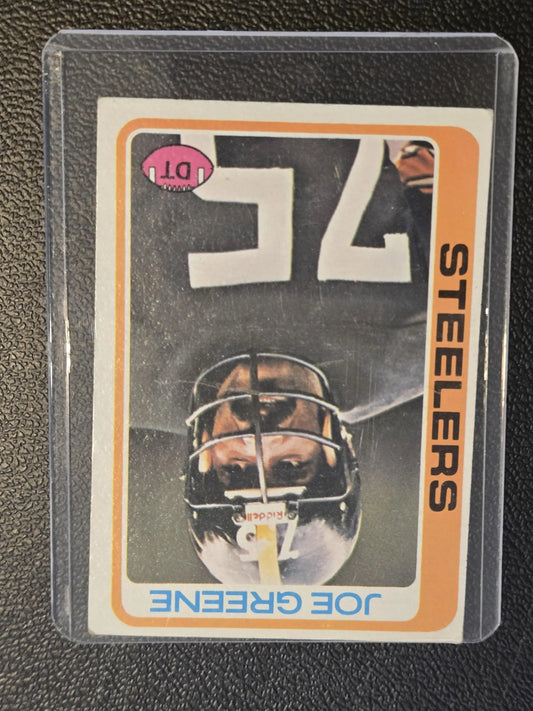 JOE GREENE
STEELERS
75
Riddell
75
DT